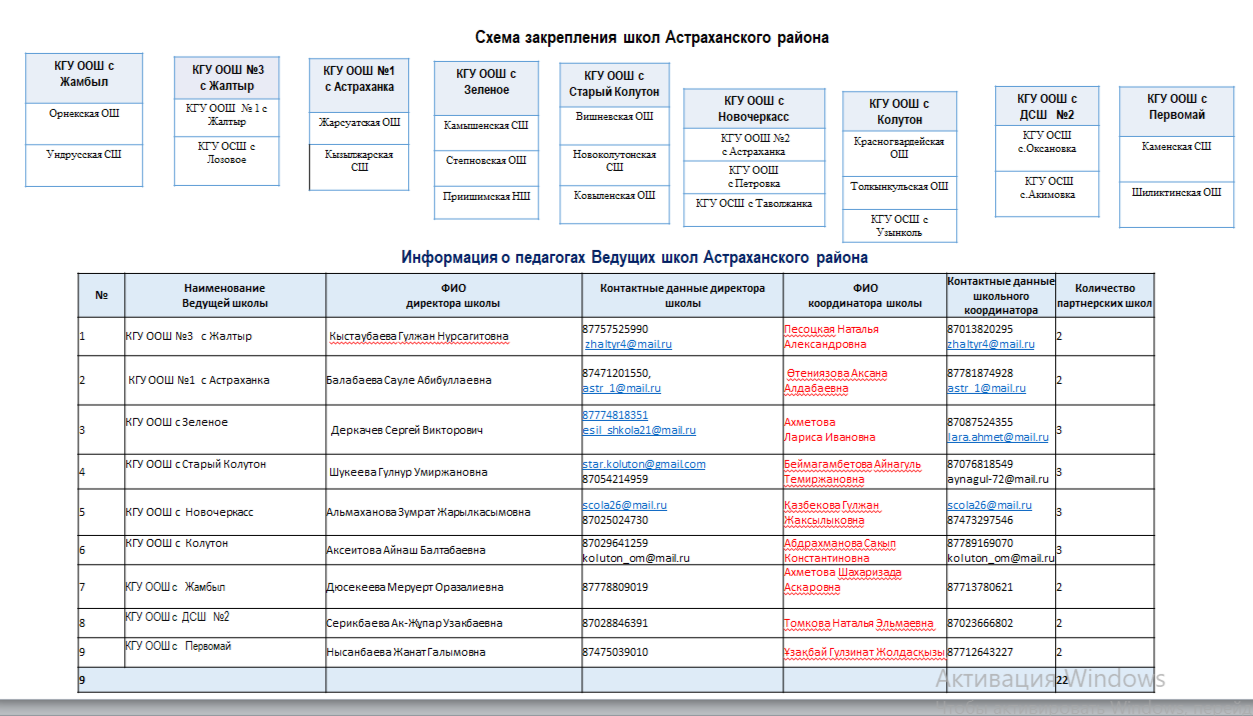 Схема закрепления школ Астраханского района
КГУ ООШ с
Жамбыл
Орнекская ОШ
Ундрусская СШ
КГУ ООШ №3
с Жалтыр
КГУ ООШ № 1 с
Жалтыр
КГУ ОСШ с
Лозовое
КГУ ООШ №1
с Астраханка
Жарсуатская ОШ
Кызылжарская
СШ
КГУ ООШ с
Зеленое
Камышенская СШ
Степновская ОШ
Приишимская НШ
КГУ ООШ с
Старый Колутон
Вишневская ОШ
Новоколутонская
СШ
Ковыленская ОШ
КГУ ООШ с
Новочеркасс
КГУ ООШ №2
с Астраханка
КГУ ООШ
с Петровка
КГУ ОСШ с Таволжанка
КГУ ООШ с
Колутон
Красногвардейская
ОШ
Толкынкульская ОШ
КГУ ОСШ с
Узынколь
КГУ ООШ с
ДСШ №2
КГУ ОСШ
с.Оксановка
КГУ ОСШ
с.Акимовка
КГУ ООШ с
Первомай
Каменская СШ
Шиликтинская ОШ
Информация о педагогах Ведущих школ Астраханского района
№
Наименование
Ведущей школы
ФИО
директора школы
Контактные данные директора
школы
ФИО
координатора школы
Контактные данные
школьного
координатора
Количество
партнерских школ
1
КГУ ООШ №3 с Жалтыр
Кыстаубаева Гулжан Нурсагитовна
87757525990
zhaltyr4@mail.ru
Песоцкая Наталья
Александровна
87013820295
zhaltyr4@mail.ru
2
2
КГУ ООШ №1 с Астраханка
Балабаева Сауле Абибуллаевна
87471201550,
astr_1@mail.ru
Өтениязова Аксана
Алдабаевна
87781874928
astr_1@mail.ru
2
3
КГУ ООШ с Зеленое
Деркачев Сергей Викторович
87774818351
esil_shkola21@mail.ru
Ахметова
Лариса Ивановна
87087524355
lara.ahmet@mail.ru
3
4
КГУ ООШ с Старый Колутон
Шукеева Гулнур Умиржановна
star.koluton@gmail.com
87054214959
Беймагамбетова Айнагуль
Темиржановна
87076818549
aynagul-72@mail.ru
3
5
КГУ ООШ с Новочеркасс
Альмаханова Зумрат Жарылкасымовна
scola26@mail.ru
87025024730
Қазбекова Гулжан
Жаксылыковна
scola26@mail.ru
87473297546
3
6
КГУ ООШ с Колутон
Аксеитова Айнаш Балтабаевна
87029641259
koluton_om@mail.ru
Абдрахманова Сакып
Константиновна
87789169070
koluton_om@mail.ru
3
7
КГУ ООШ с Жамбыл
Дюсекеева Меруерт Оразалиевна
87778809019
Ахметова Шахаризада
Аскаровна
87713780621
2
8
КГУ ООШ с ДСШ №2
Серикбаева Ак-Жұпар Узакбаевна
87028846391
Томкова Наталья Эльмаевна
87023666802
2
9
КГУ ООШ с Первомай
Нысанбаева Жанат Галымовна
87475039010
Ұзақбай Гулзинат Жолдасқызы
87712643227
2
9
22
Активация Windows